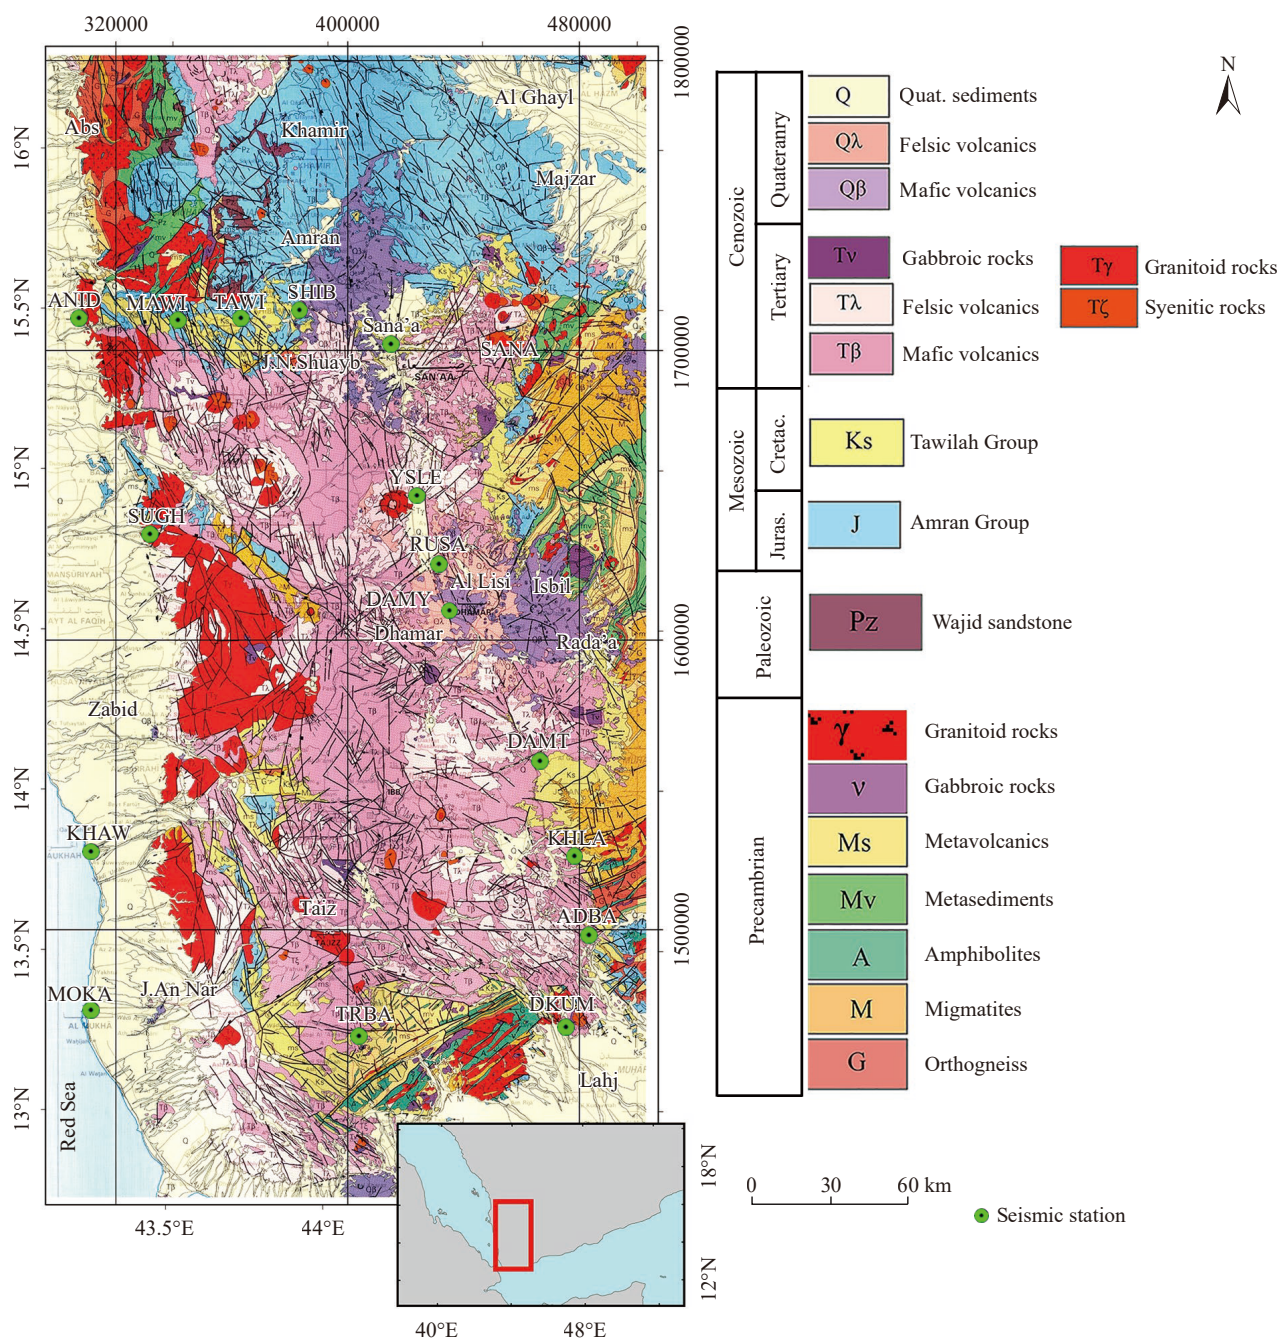 320000
400000
480000
1800000
1700000
1600000
1500000
16°N
15.5°N
15°N
14.5°N
14°N
13.5°N
13°N
43.5°E
44°E
Abs
Khamir
Al Ghayl
Majzar
Amran
ANID
MAWI
TAWI
SHIB
Sana'a
SANA
J.N.Shuayb
SAN'AA
YSLE
SUGH
RUSA
Al Lisi
Isbil
DAMY
DHAMAR
Dhamar
Rada'a
Zabid
DAMT
IBB
KHAW
KHLA
Taiz
TA'IZZ
ADBA
MOKA
J.An Nar
TRBA
DKUM
Lahj
Red Sea
18°N
12°N
40°E
48°E
N
Cenozoic
Quateranry
Tertiary
Mesozoic
Cretac.
Juras.
Paleozoic
Precambrian
Q Quat. sediments
Qλ Felsic volcanics
Qβ Mafic volcanics
Tν Gabbroic rocks
Tγ Granitoid rocks
Tλ Felsic volcanics
Tζ Syenitic rocks
Tβ Mafic volcanics
Ks Tawilah Group
J Amran Group
Pz Wajid sandstone
γ Granitoid rocks
ν Gabbroic rocks
Ms Metavolcanics
Mv Metasediments
A Amphibolites
M Migmatites
G Orthogneiss
0 30 60 km
Seismic station